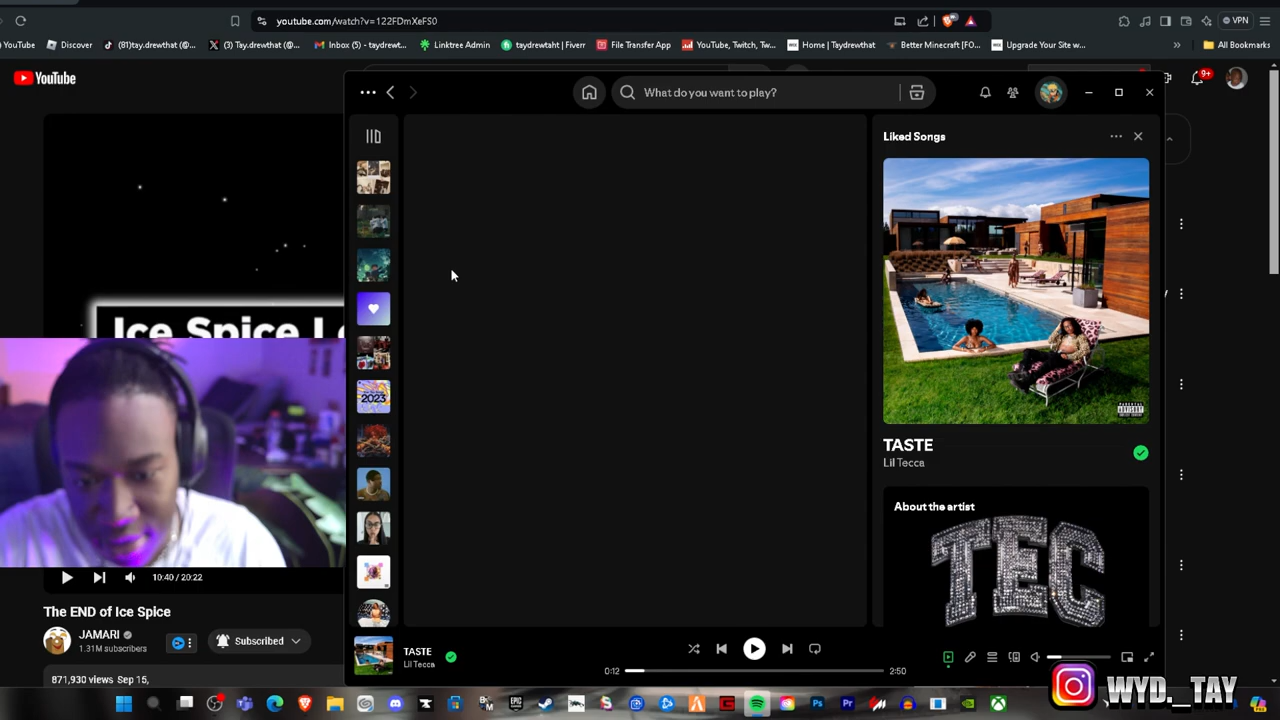 youtube.com/watch?v=122FDmXeFS0
VPN
YouTube
Discover
(81)tay.drewthat (@...
(3) Tay.drewthat (@...
Inbox (5) - taydrewt...
Linktree Admin
taydrewtaht | Fiverr
File Transfer App
YouTube, Twitch, Tw...
Home | Taydrewthat
Better Minecraft [FO...
Upgrade Your Site w...
»
All Bookmarks
YouTube
9+
What do you want to play?
Liked Songs
Ice Spice L
2023
TASTE
Lil Tecca
About the artist
TEC
10:40 / 20:22
The END of Ice Spice
JAMARI
1.31M subscribers
Subscribed
871,930 views Sep 15,
TASTE
Lil Tecca
0:12
2:50
WYD._TAY